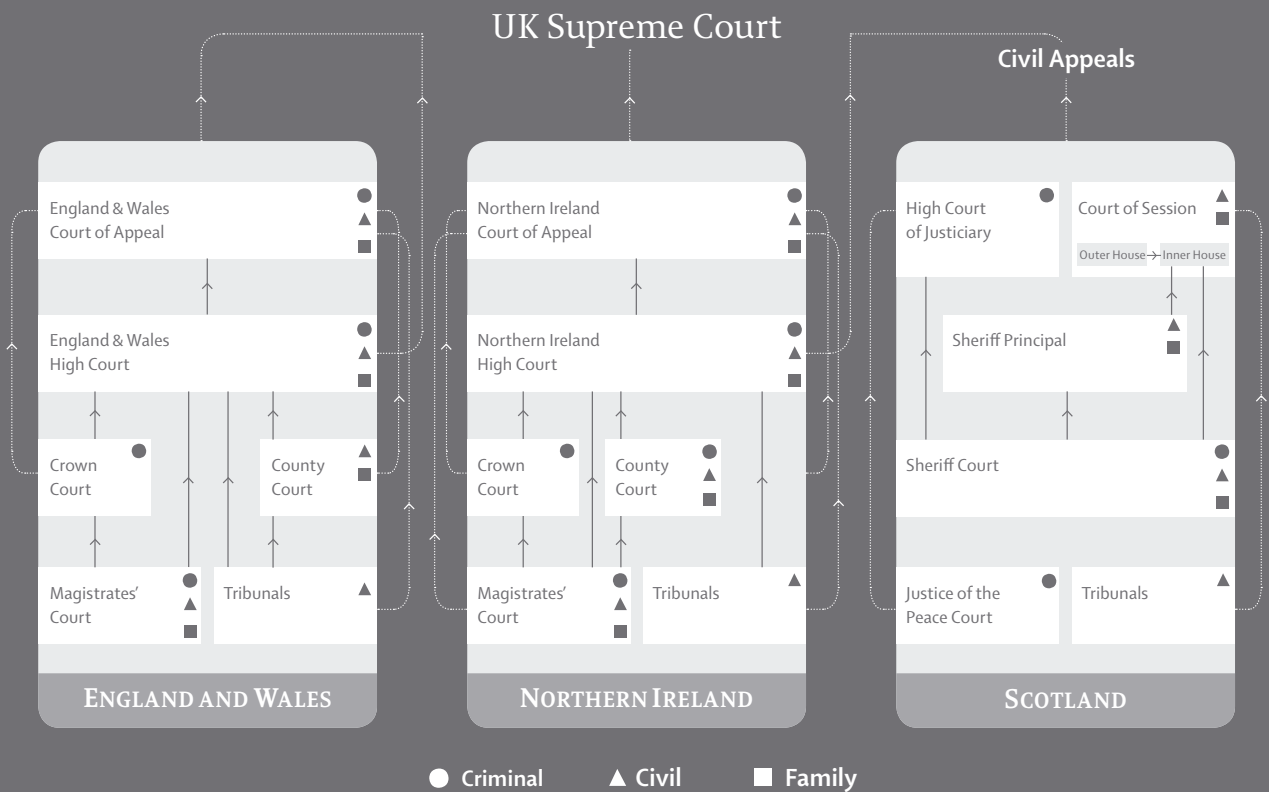 UK Supreme Court
Civil Appeals
England & Wales
Court of Appeal
England & Wales
High Court
Crown
Court
County
Court
Magistrates’
Court
Tribunals
ENGLAND AND WALES
Northern Ireland
Court of Appeal
Northern Ireland
High Court
Crown
Court
County
Court
Magistrates’
Court
Tribunals
NORTHERN IRELAND
High Court
of Justiciary
Court of Session
Outer House
Inner House
Sheriff Principal
Sheriff Court
Justice of the
Peace Court
Tribunals
SCOTLAND
Criminal
Civil
Family